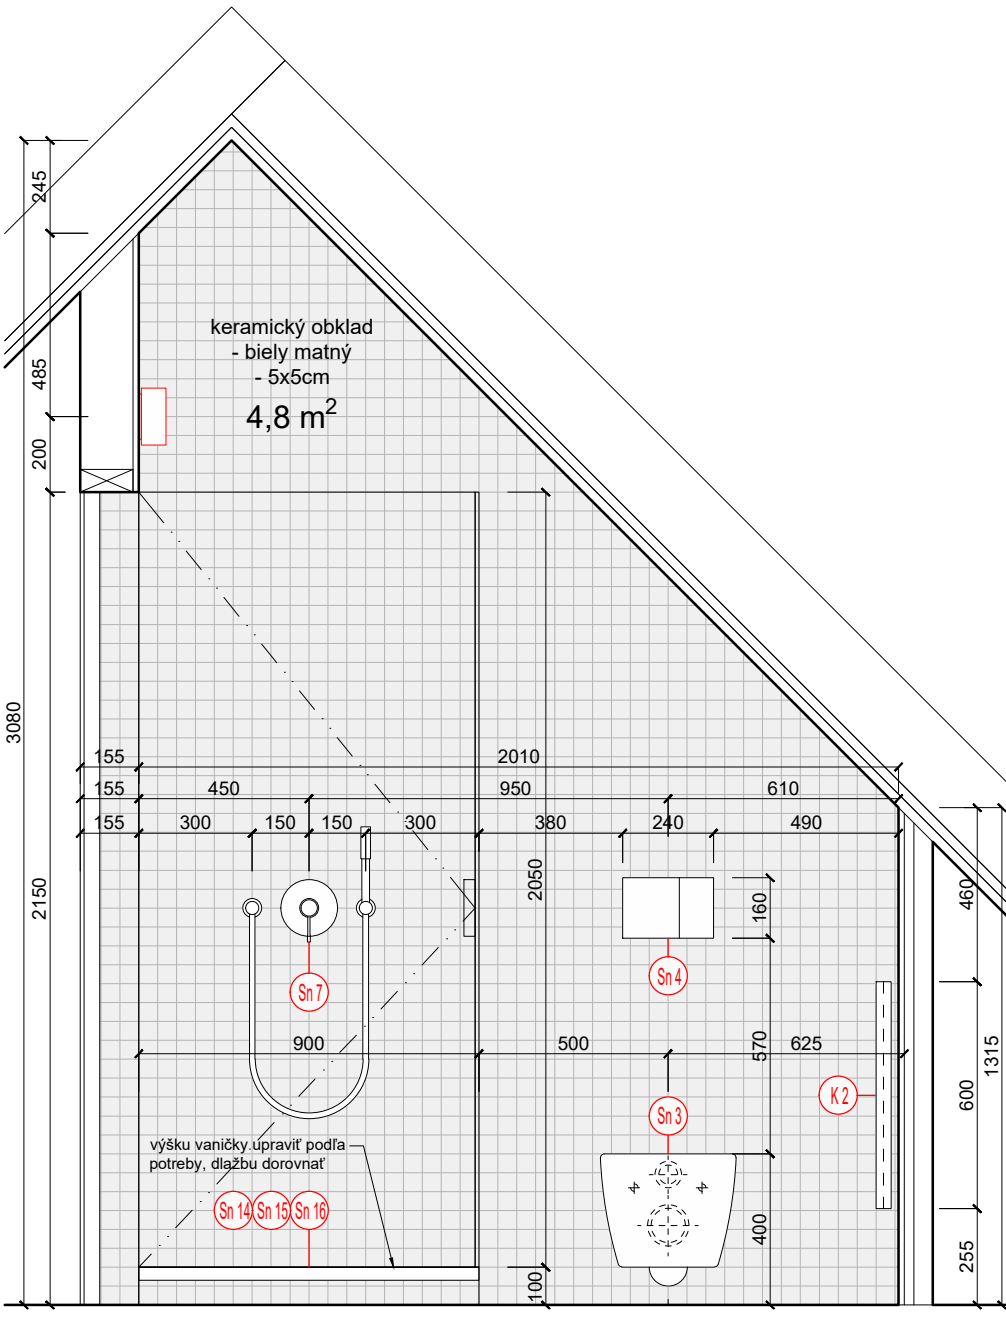 245
keramický obklad
- biely matný
- 5x5cm
4,8 m²
485
200
3080
2150
155
2010
155
450
950
610
155
300
150
150
300
380
240
490
2050
160
460
Sn 7
Sn 4
900
500
570
625
1315
K 2
600
Sn 3
výšku vaničky upraviť podľa
potreby, dlažbu dorovnať
Sn 14
Sn 15
Sn 16
400
255
100